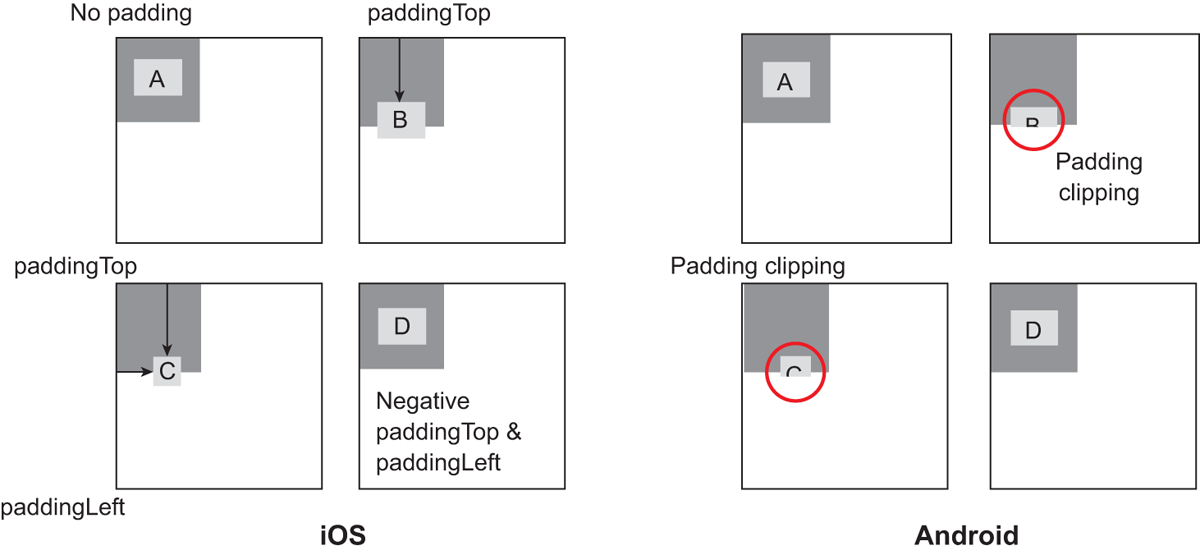 No padding
paddingTop
A
B
A
B
Padding
clipping
paddingTop
Padding clipping
C
D
Negative
paddingTop &
paddingLeft
C
D
paddingLeft
iOS
Android